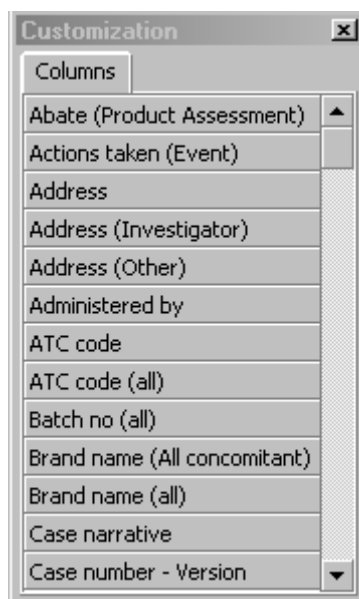 Customization
Columns
Abate (Product Assessment)
Actions taken (Event)
Address
Address (Investigator)
Address (Other)
Administered by
ATC code
ATC code (all)
Batch no (all)
Brand name (All concomitant)
Brand name (all)
Case narrative
Case number - Version